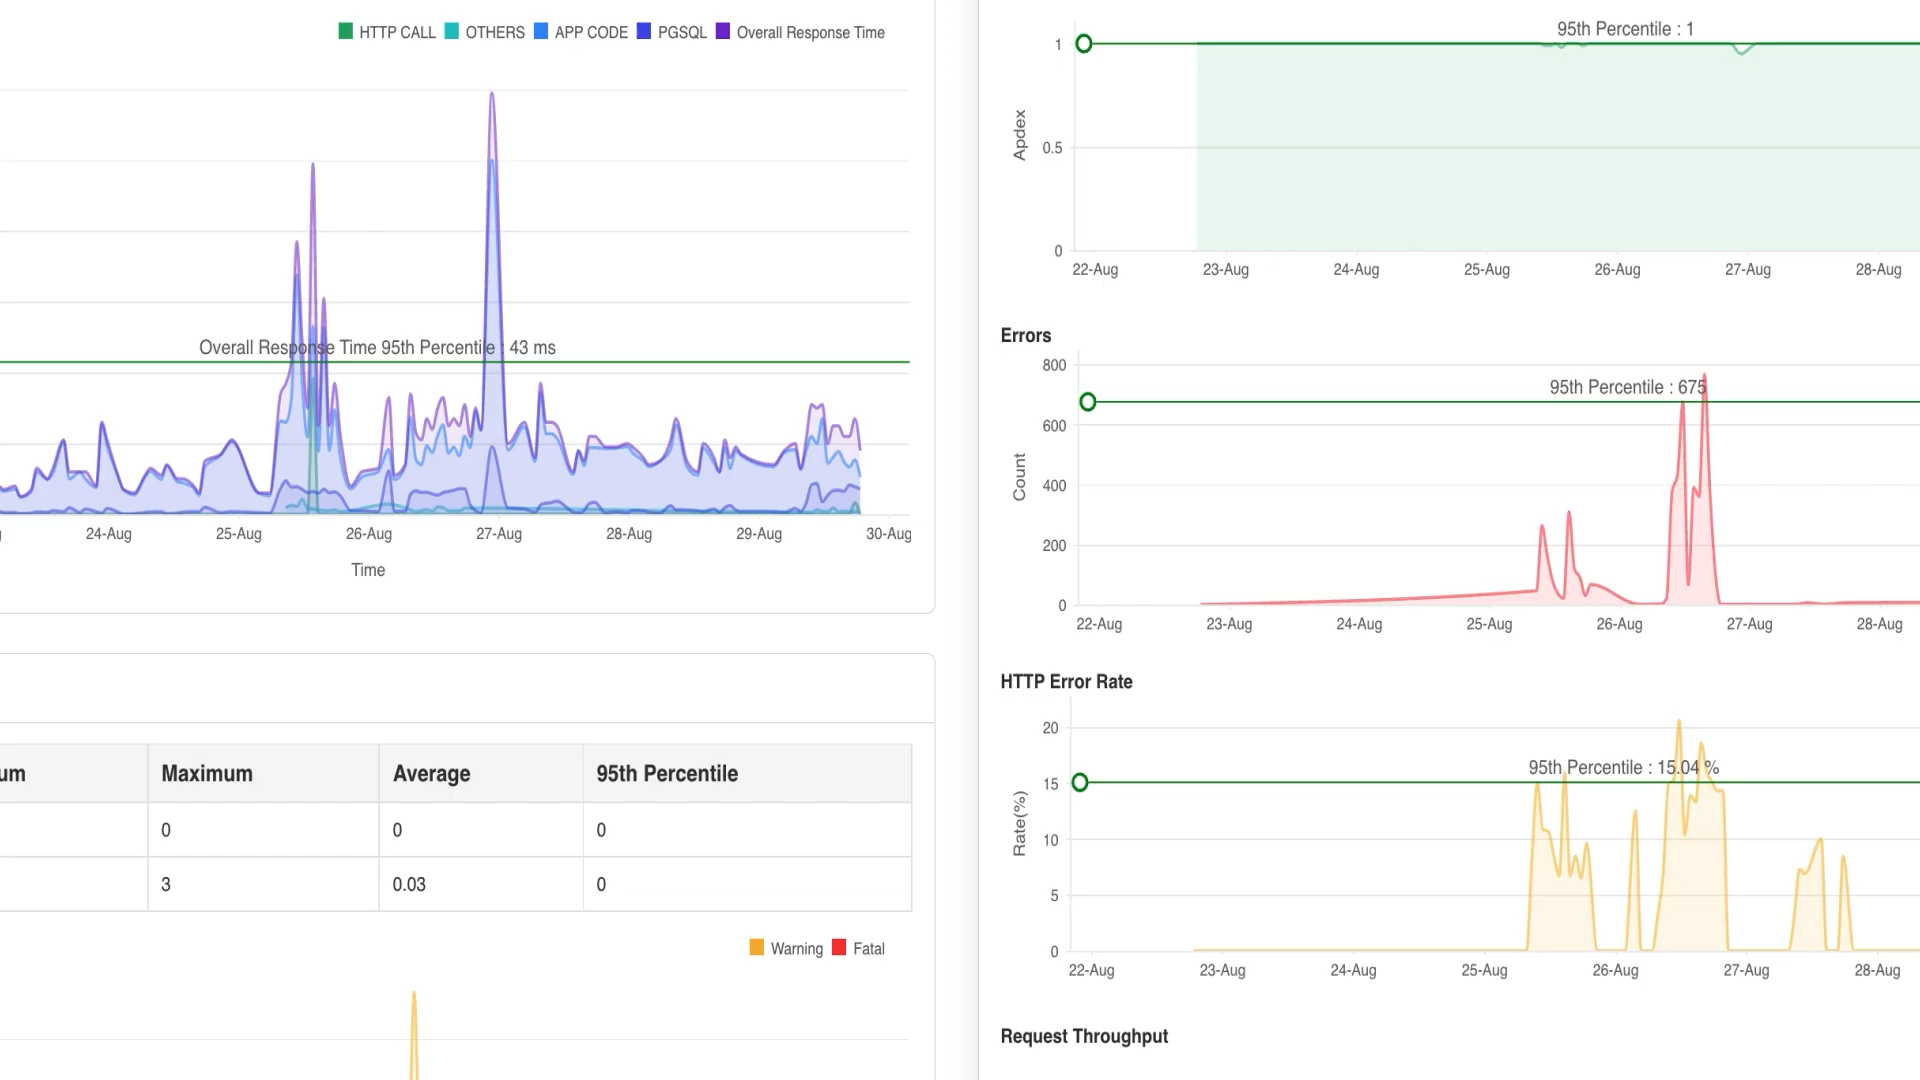 HTTP CALL OTHERS APP CODE PGSQL Overall Response Time
Overall Response Time 95th Percentile : 43 ms
24-Aug 25-Aug 26-Aug 27-Aug 28-Aug 29-Aug 30-Aug
Time
um Maximum Average 95th Percentile
0 0 0
3 0.03 0
Warning Fatal
95th Percentile : 1
1
0.5
0
Apdex
22-Aug 23-Aug 24-Aug 25-Aug 26-Aug 27-Aug 28-Aug
Errors
800
95th Percentile : 675
600
400
200
0
Count
22-Aug 23-Aug 24-Aug 25-Aug 26-Aug 27-Aug 28-Aug
HTTP Error Rate
20
95th Percentile : 15.04 %
15
10
5
0
Rate(%)
22-Aug 23-Aug 24-Aug 25-Aug 26-Aug 27-Aug 28-Aug
Request Throughput